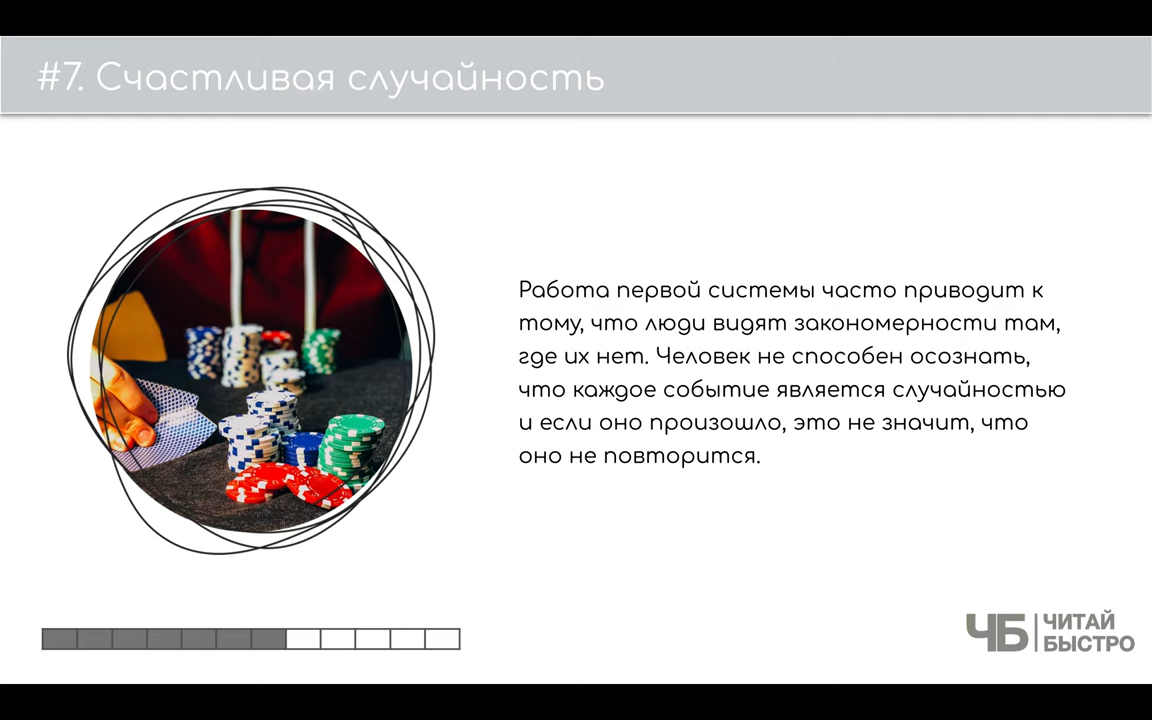 #7. Счастливая случайность
Работа первой системы часто приводит к
тому, что люди видят закономерности там,
где их нет. Человек не способен осознать,
что каждое событие является случайностью
и если оно произошло, это не значит, что
оно не повторится.
ЧБ
ЧИТАЙ
БЫСТРО